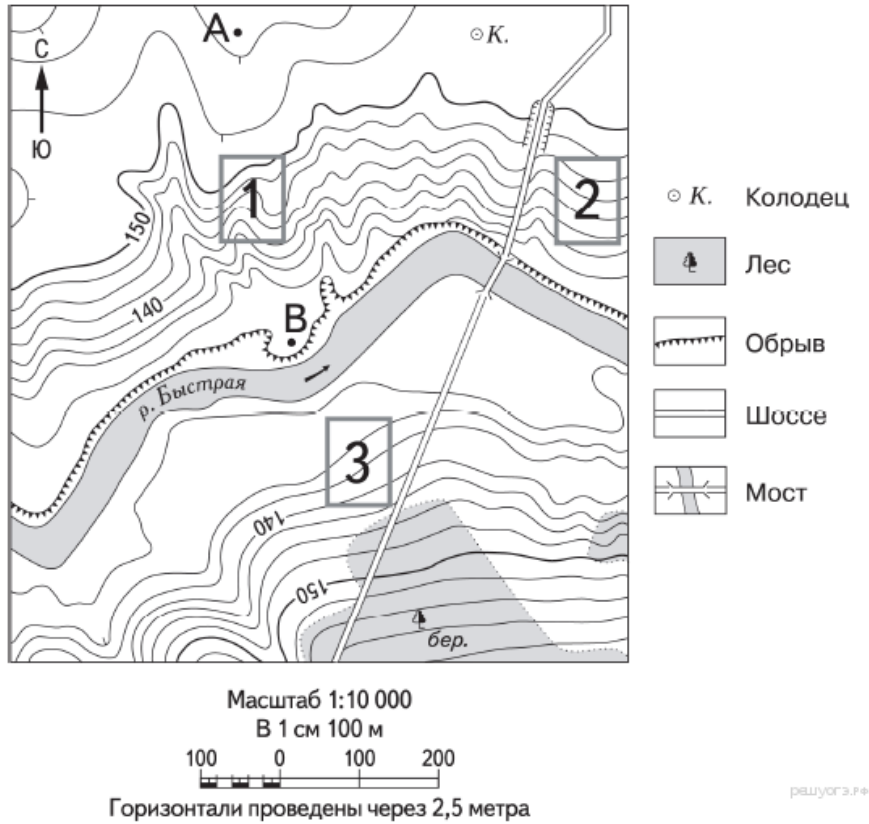 А
К.
С
Ю
1
2
150
140
В
р. Быстрая
3
140
150
бер.
К. Колодец
Лес
Обрыв
Шоссе
Мост
Масштаб 1:10 000
В 1 см 100 м
100 0 100 200
Горизонтали проведены через 2,5 метра
решуогэ.рф